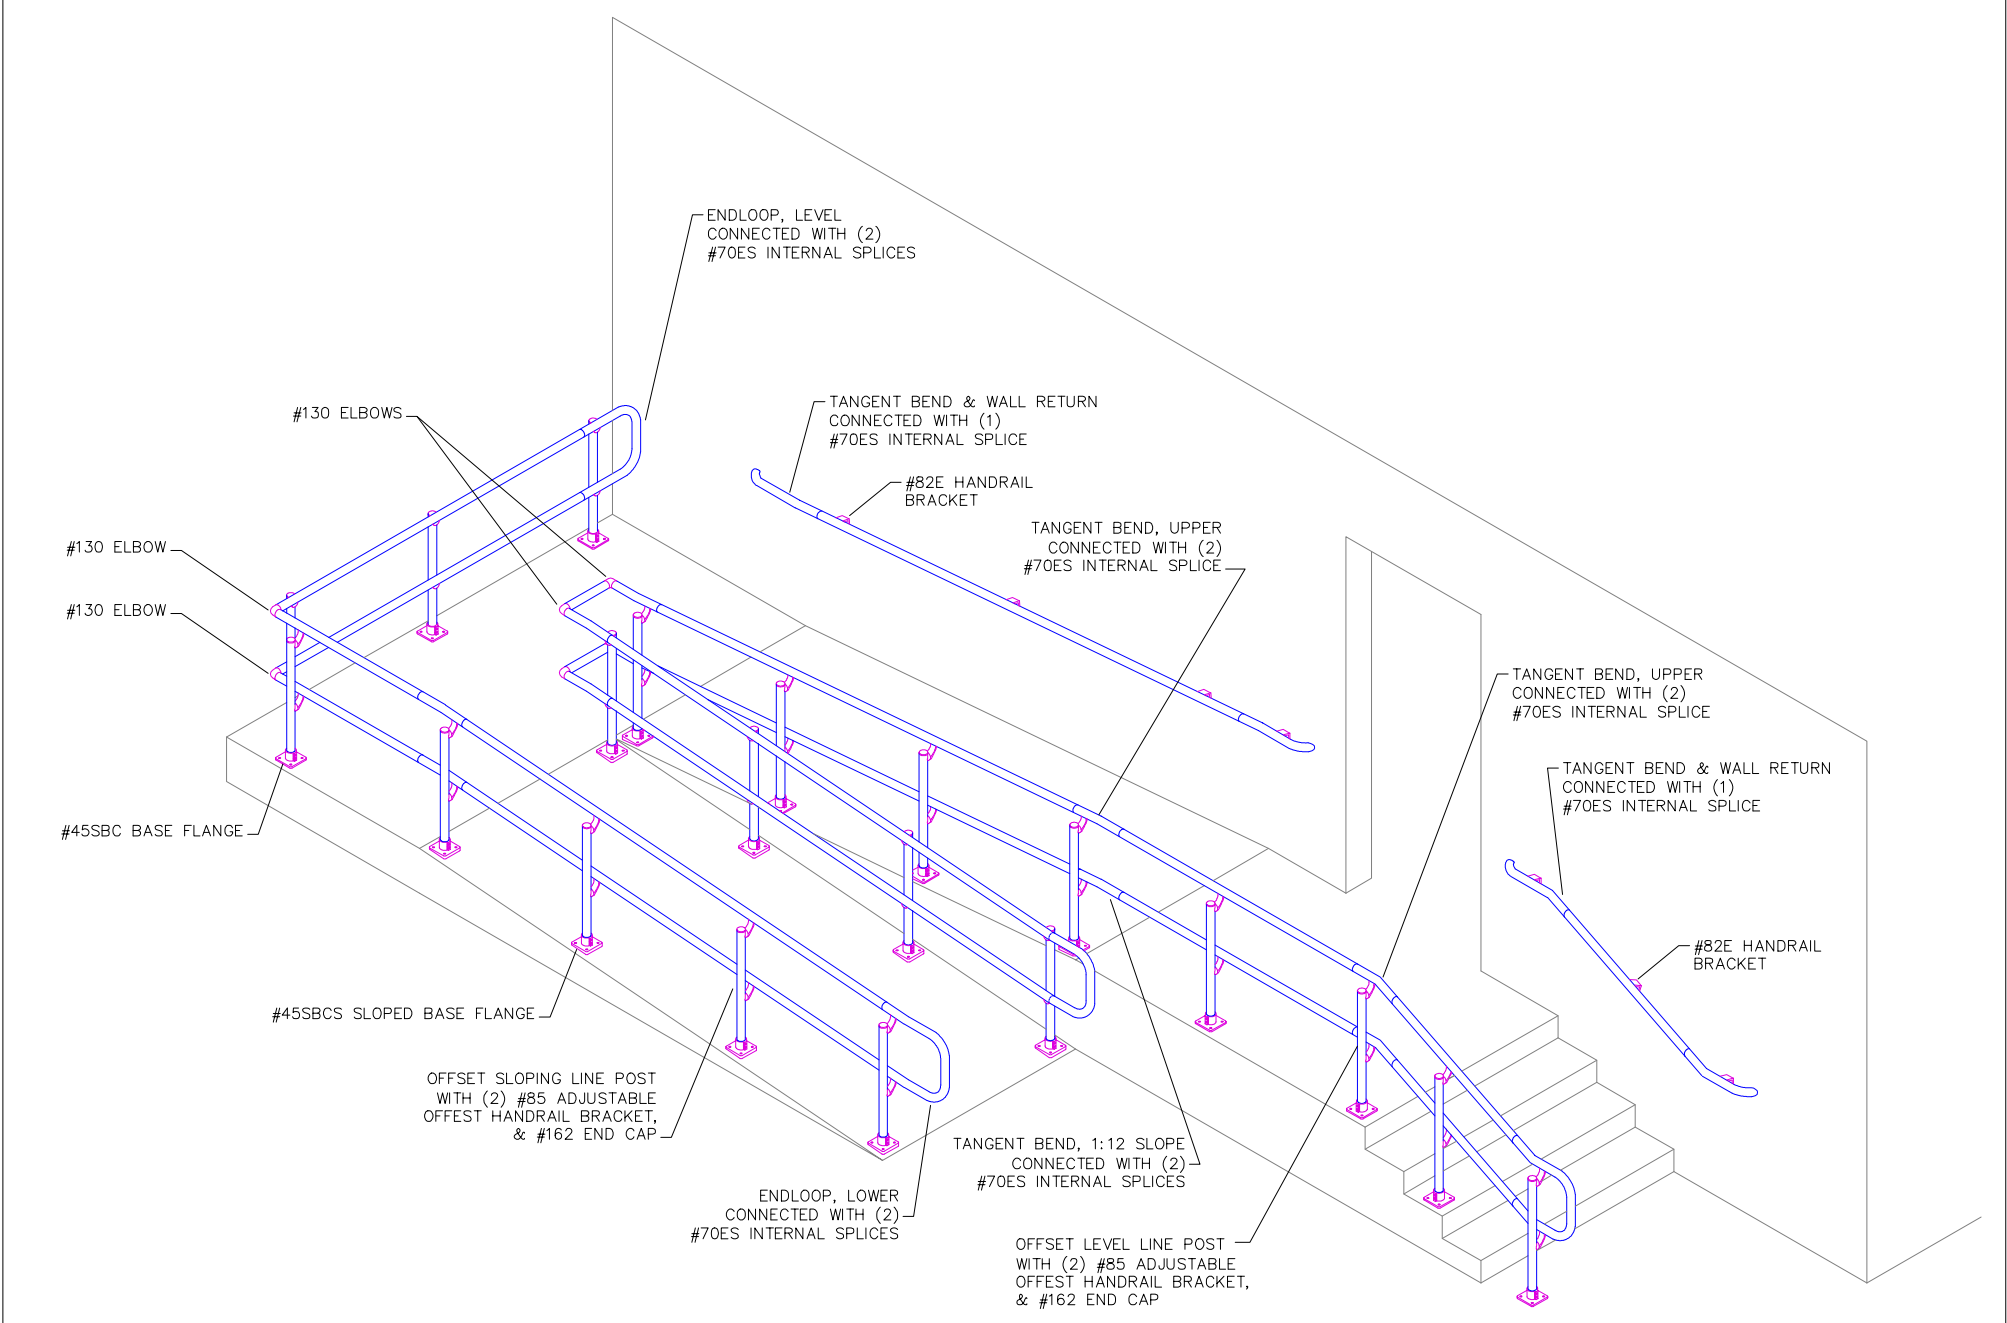 ENDLOOP, LEVEL
CONNECTED WITH (2)
#70ES INTERNAL SPLICES
#130 ELBOWS
TANGENT BEND & WALL RETURN
CONNECTED WITH (1)
#70ES INTERNAL SPLICE
#82E HANDRAIL
BRACKET
TANGENT BEND, UPPER
CONNECTED WITH (2)
#70ES INTERNAL SPLICE
#130 ELBOW
#130 ELBOW
TANGENT BEND, UPPER
CONNECTED WITH (2)
#70ES INTERNAL SPLICE
TANGENT BEND & WALL RETURN
CONNECTED WITH (1)
#70ES INTERNAL SPLICE
#45SBC BASE FLANGE
#82E HANDRAIL
BRACKET
#45SBCS SLOPED BASE FLANGE
OFFSET SLOPING LINE POST
WITH (2) #85 ADJUSTABLE
OFFEST HANDRAIL BRACKET,
& #162 END CAP
TANGENT BEND, 1:12 SLOPE
CONNECTED WITH (2)
#70ES INTERNAL SPLICES
ENDLOOP, LOWER
CONNECTED WITH (2)
#70ES INTERNAL SPLICES
OFFSET LEVEL LINE POST
WITH (2) #85 ADJUSTABLE
OFFEST HANDRAIL BRACKET,
& #162 END CAP